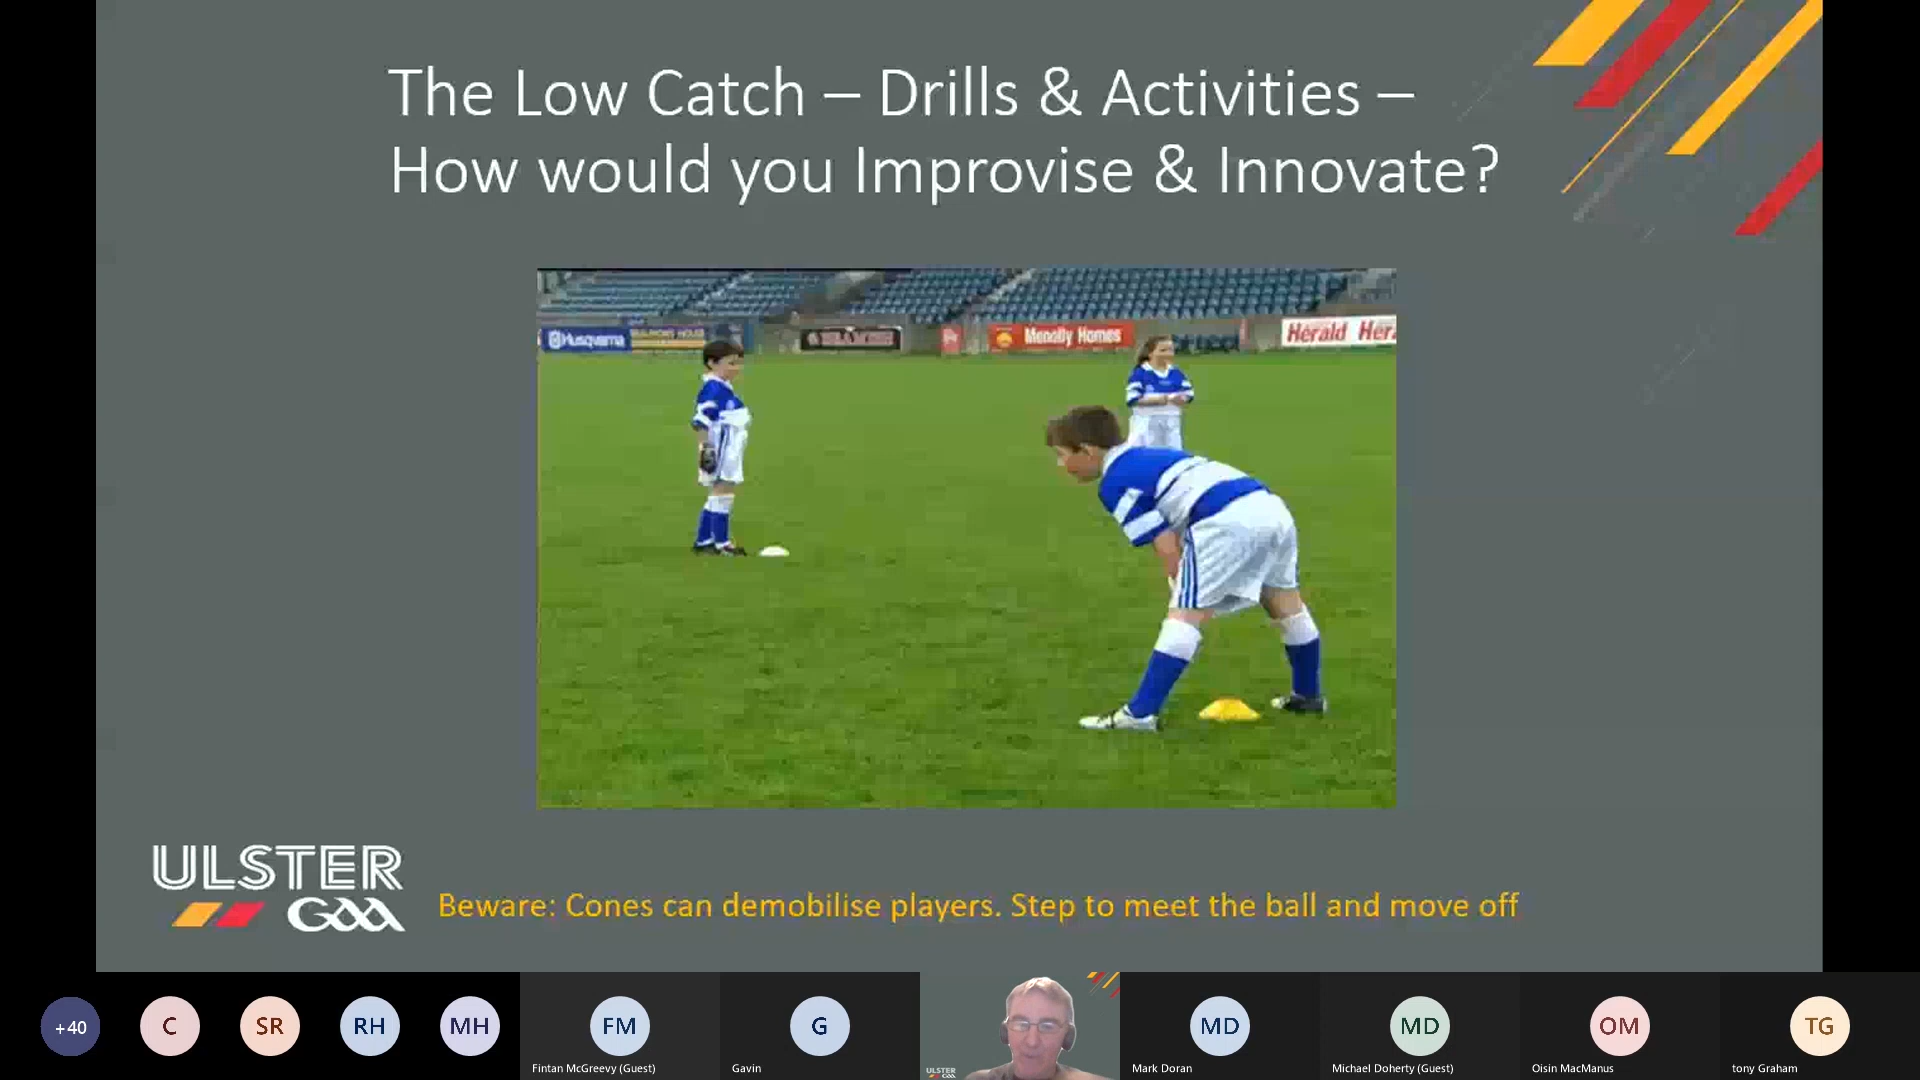 The Low Catch – Drills & Activities –
How would you Improvise & Innovate?
Husqvarna
Menolly Homes
Herald Her
ULSTER
GAA
Beware: Cones can demobilise players. Step to meet the ball and move off
+40
C
SR
RH
MH
FM
G
MD
MD
OM
TG
Fintan McGreevy (Guest)
Gavin
ULSTER
GAA
Mark Doran
Michael Doherty (Guest)
Oisin MacManus
tony Graham